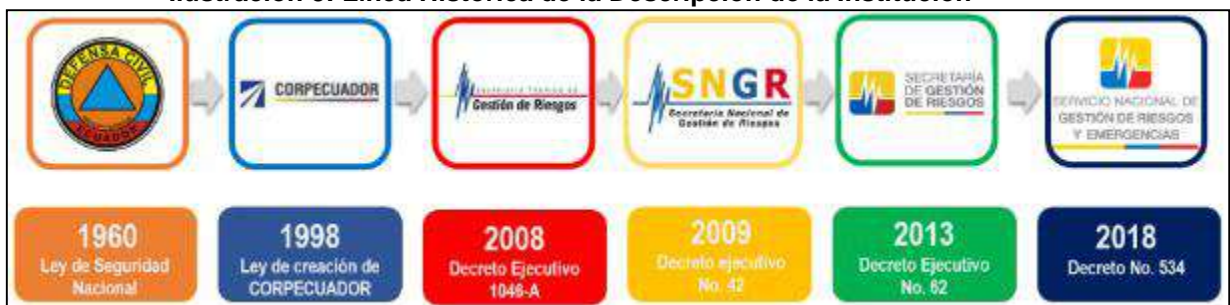 Ilustración 3. Línea Histórica de la Descripción de la Institución
DEFENSA CIVIL
ECUADOR
CORPECUADOR
SECRETARÍA TÉCNICA DE
Gestión de Riesgos
SNGR
Secretaría Nacional de
Gestión de Riesgos
SECRETARÍA
DE GESTIÓN
DE RIESGOS
SERVICIO NACIONAL DE
GESTIÓN DE RIESGOS
Y EMERGENCIAS
1960
Ley de Seguridad
Nacional
1998
Ley de creación de
CORPECUADOR
2008
Decreto Ejecutivo
1046-A
2009
Decreto ejecutivo
No. 42
2013
Decreto Ejecutivo
No. 62
2018
Decreto No. 534